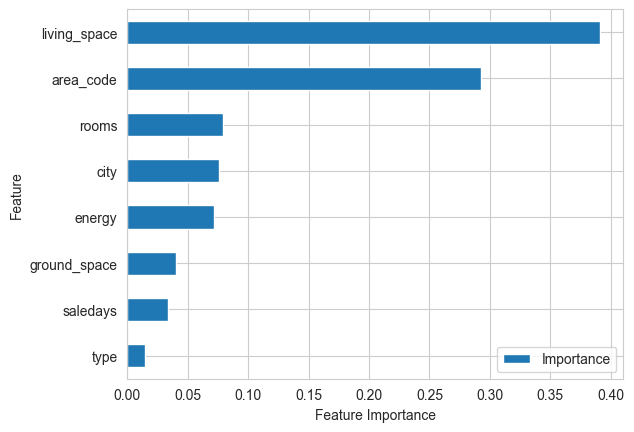 living_space
area_code
rooms
city
energy
ground_space
saledays
type
Feature
0.00 0.05 0.10 0.15 0.20 0.25 0.30 0.35 0.40
Feature Importance
Importance